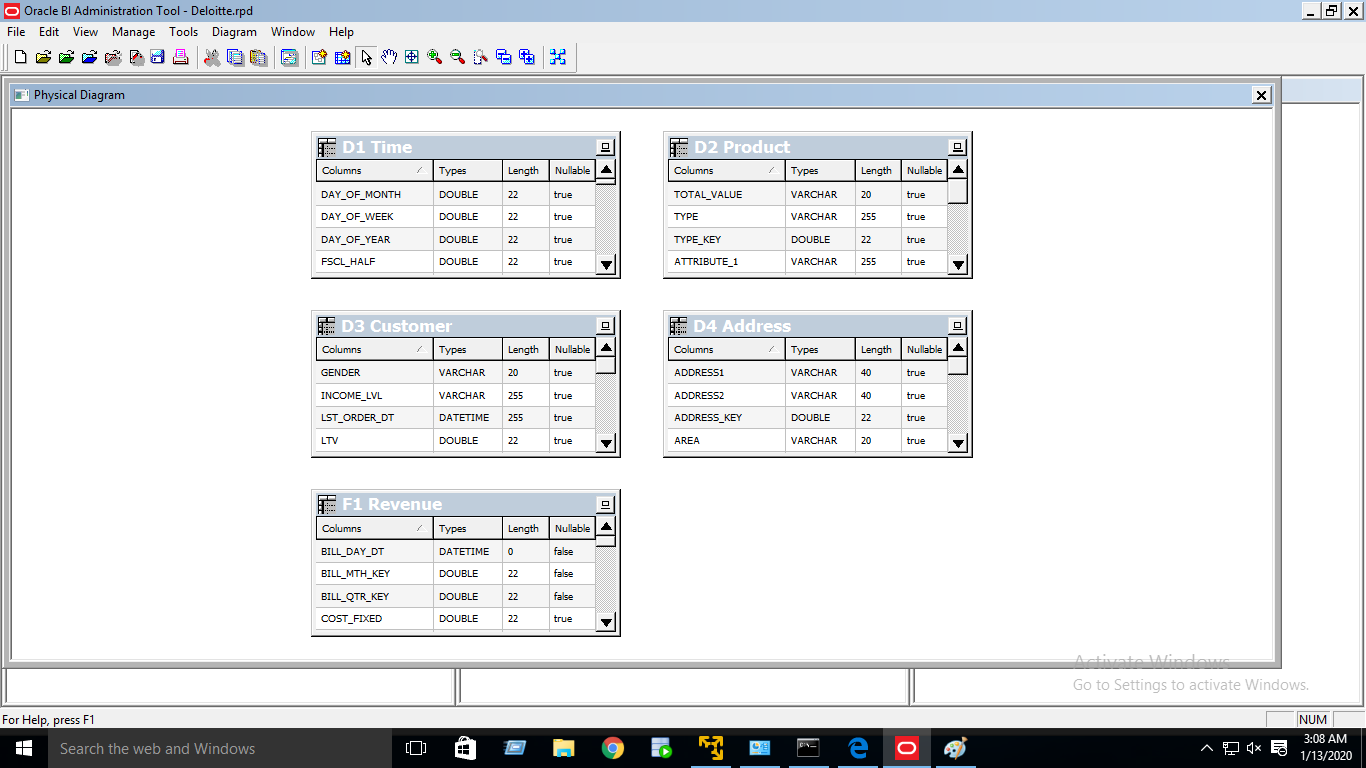 Oracle BI Administration Tool - Deloitte.rpd
File Edit View Manage Tools Diagram Window Help
Physical Diagram
D1 Time
Columns Types Length Nullable
DAY_OF_MONTH DOUBLE 22 true
DAY_OF_WEEK DOUBLE 22 true
DAY_OF_YEAR DOUBLE 22 true
FSCL_HALF DOUBLE 22 true
D2 Product
Columns Types Length Nullable
TOTAL_VALUE VARCHAR 20 true
TYPE VARCHAR 255 true
TYPE_KEY DOUBLE 22 true
ATTRIBUTE_1 VARCHAR 255 true
D3 Customer
Columns Types Length Nullable
GENDER VARCHAR 20 true
INCOME_LVL VARCHAR 255 true
LST_ORDER_DT DATETIME 255 true
LTV DOUBLE 22 true
D4 Address
Columns Types Length Nullable
ADDRESS1 VARCHAR 40 true
ADDRESS2 VARCHAR 40 true
ADDRESS_KEY DOUBLE 22 true
AREA VARCHAR 20 true
F1 Revenue
Columns Types Length Nullable
BILL_DAY_DT DATETIME 0 false
BILL_MTH_KEY DOUBLE 22 false
BILL_QTR_KEY DOUBLE 22 false
COST_FIXED DOUBLE 22 true
Activate Windows
Go to Settings to activate Windows.
For Help, press F1
NUM
Search the web and Windows
3:08 AM
1/13/2020